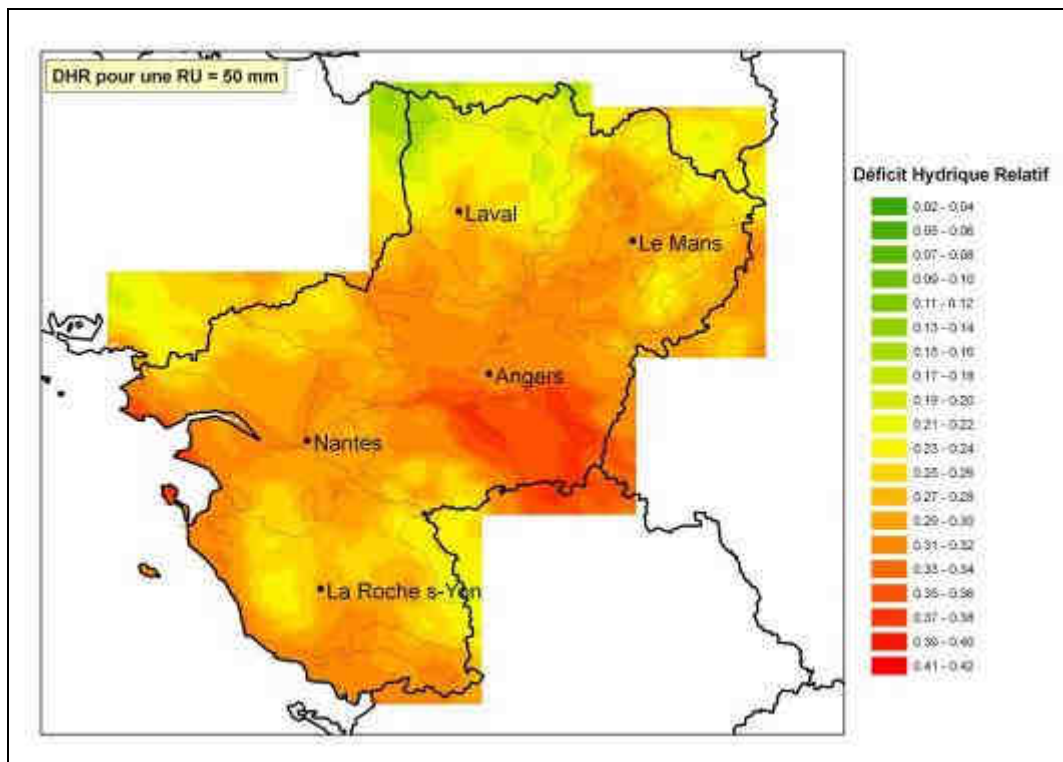 DHR pour une RU = 50 mm
Laval
Le Mans
Angers
Nantes
La Roche s-Yon
Déficit Hydrique Relatif
0.02 - 0.04
0.05 - 0.06
0.07 - 0.08
0.09 - 0.10
0.11 - 0.12
0.13 - 0.14
0.15 - 0.16
0.17 - 0.18
0.19 - 0.20
0.21 - 0.22
0.23 - 0.24
0.25 - 0.26
0.27 - 0.28
0.29 - 0.30
0.31 - 0.32
0.33 - 0.34
0.35 - 0.36
0.37 - 0.38
0.39 - 0.40
0.41 - 0.42